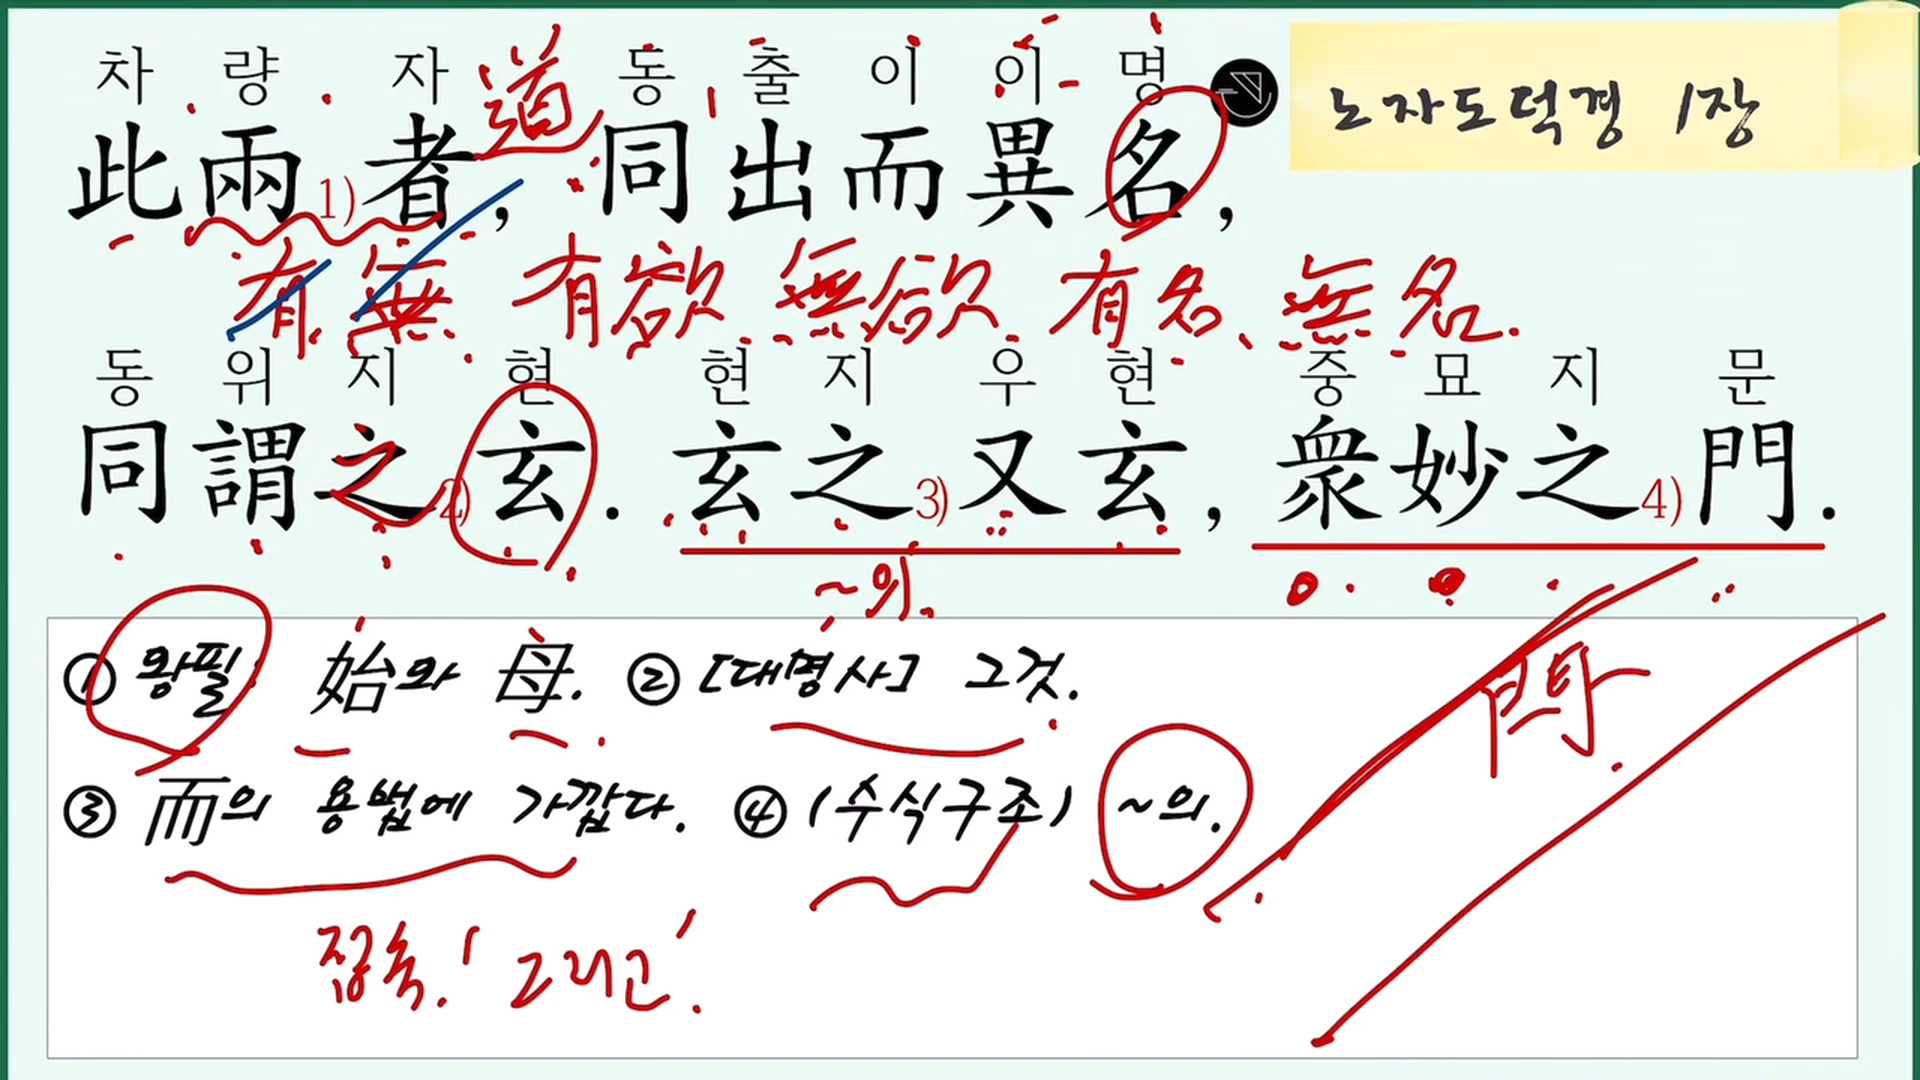 노자도덕경 1장
차 량 자 道 동 출 이 이 명
此兩1)者, 同出而異名,
有 無 有欲 無欲 有名、無名.
동 위 지 현 현 지 우 현 중 묘 지 문
同謂之2)玄. 玄之3)又玄, 衆妙之4)門.
~의.
① 왕필: 始와 母. ② [대명사] 그것.
門
③ 而의 용법에 가깝다. ④ (수식구조) ~의.
접속. '그리고'.